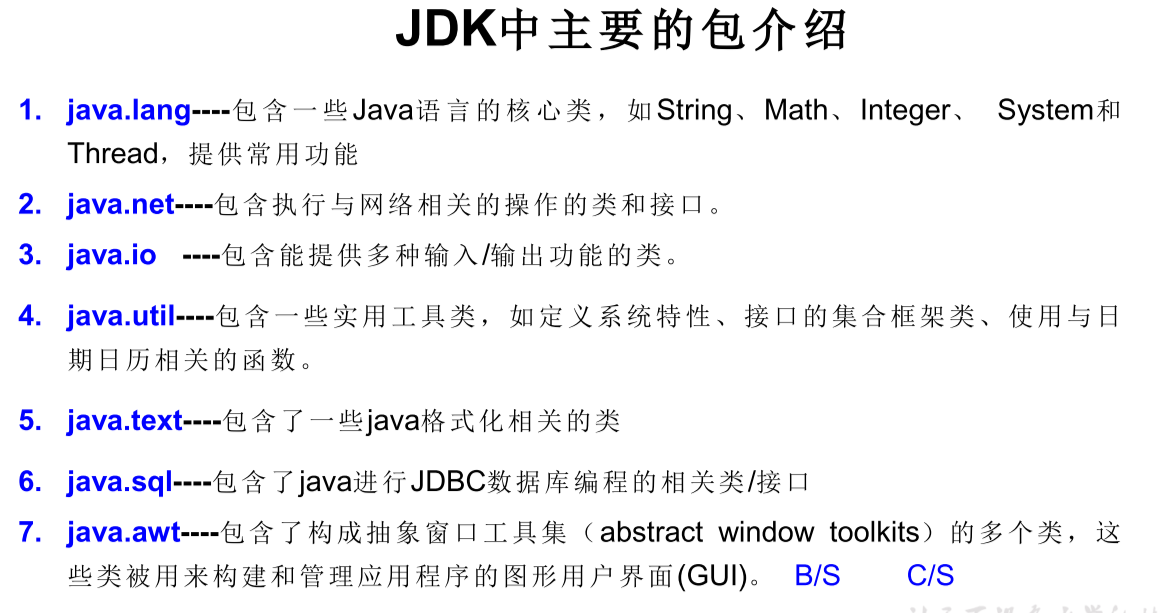 JDK中主要的包介绍
1. java.lang----包含一些Java语言的核心类，如String、Math、Integer、 System和
Thread，提供常用功能
2. java.net----包含执行与网络相关的操作的类和接口。
3. java.io ----包含能提供多种输入/输出功能的类。
4. java.util----包含一些实用工具类，如定义系统特性、接口的集合框架类、使用与日
期日历相关的函数。
5. java.text----包含了一些java格式化相关的类
6. java.sql----包含了java进行JDBC数据库编程的相关类/接口
7. java.awt----包含了构成抽象窗口工具集（abstract window toolkits）的多个类，这
些类被用来构建和管理应用程序的图形用户界面(GUI)。 B/S C/S